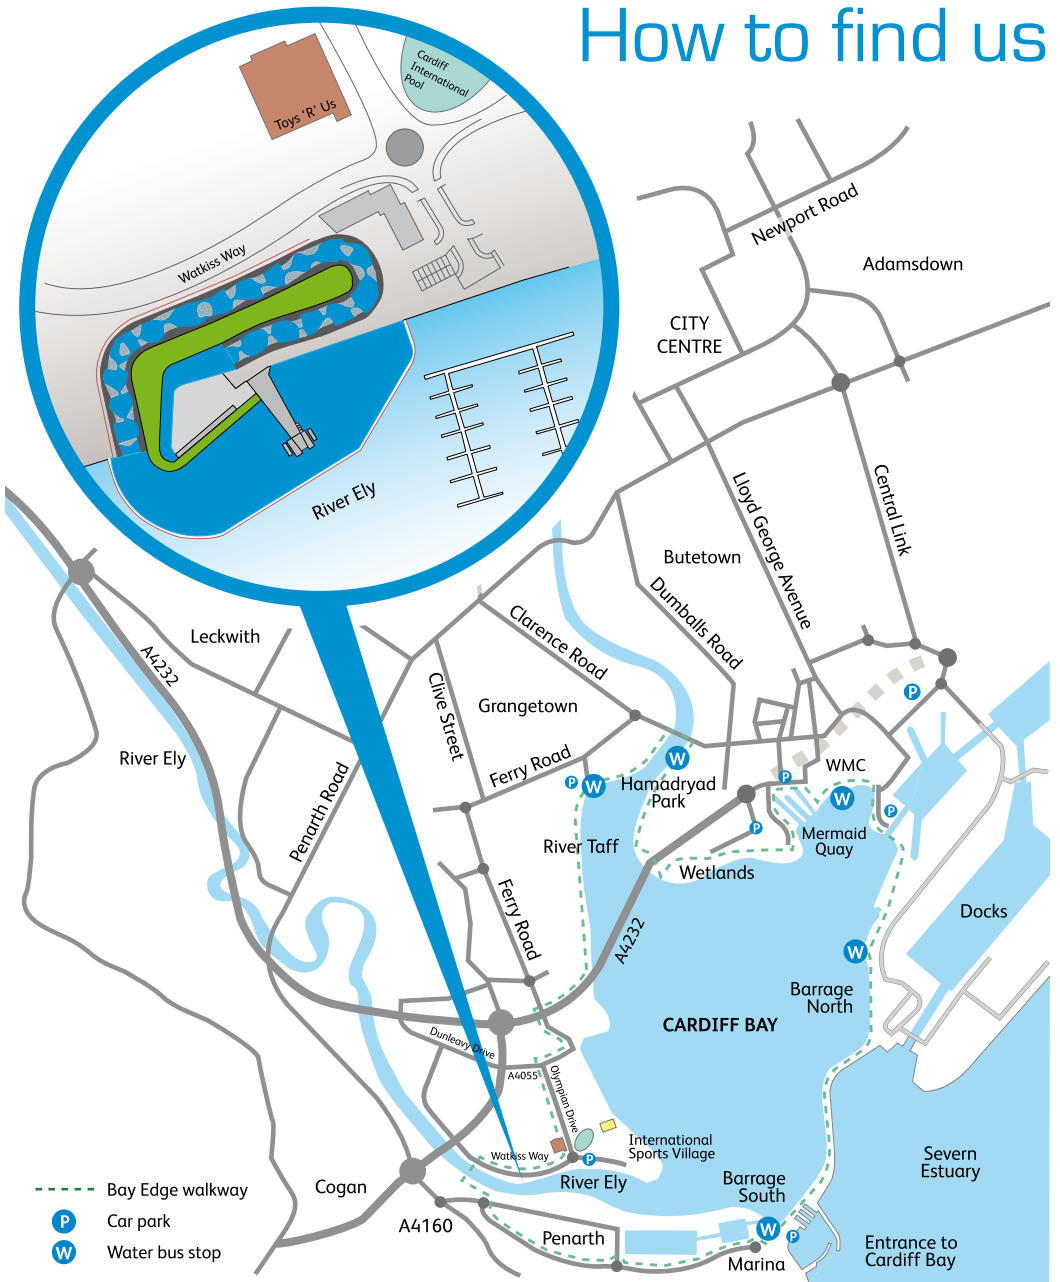 How to find us
Cardiff
International
Pool
Toys 'R' Us
Watkiss Way
River Ely
Newport Road
Adamsdown
CITY
CENTRE
Lloyd George Avenue
Central Link
Butetown
Dumballs Road
Clarence Road
Leckwith
A4232
Clive Street
Grangetown
River Ely
Ferry Road
P
W
W
Hamadryad
Park
P
P
WMC
W
P
Mermaid
Quay
P
Penarth Road
River Taff
Wetlands
Ferry Road
A4232
Docks
W
Barrage
North
CARDIFF BAY
Dunleavy Drive
A4055
Olympian Drive
Watkiss Way
P
International
Sports Village
River Ely
Severn
Estuary
Barrage
South
W
P
Cogan
A4160
Penarth
Marina
Entrance to
Cardiff Bay
Bay Edge walkway
P Car park
W Water bus stop